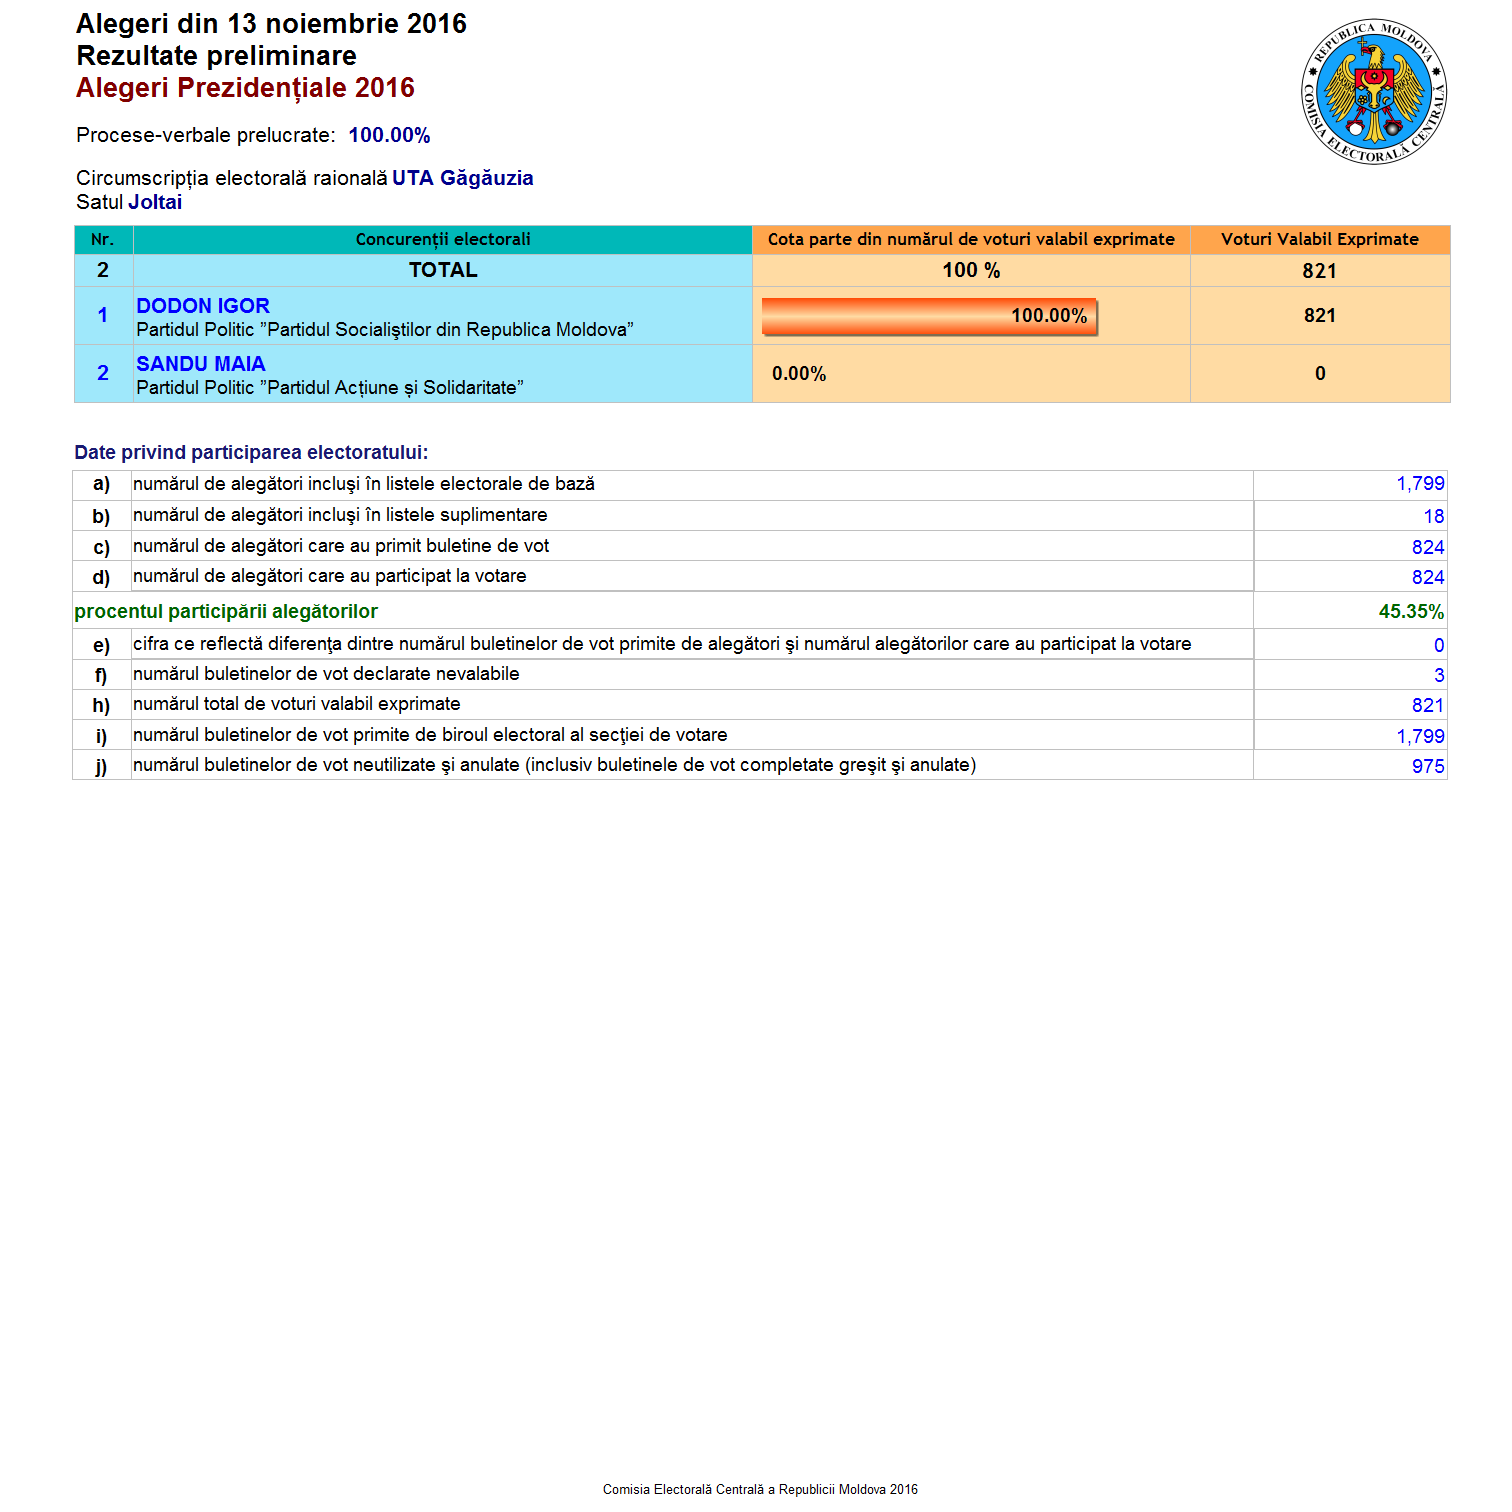 Alegeri din 13 noiembrie 2016
Rezultate preliminare
Alegeri Prezidențiale 2016
REPUBLICA MOLDOVA
COMISIA ELECTORALĂ CENTRALĂ
Procese-verbale prelucrate: 100.00%
Circumscripția electorală raională UTA Găgăuzia
Satul Joltai
Nr. Concurenții electorali Cota parte din numărul de voturi valabil exprimate Voturi Valabil Exprimate
2 TOTAL 100 % 821
1 DODON IGOR
Partidul Politic ”Partidul Socialiştilor din Republica Moldova” 100.00% 821
2 SANDU MAIA
Partidul Politic ”Partidul Acțiune și Solidaritate” 0.00% 0
Date privind participarea electoratului:
a) numărul de alegători incluşi în listele electorale de bază 1,799
b) numărul de alegători incluşi în listele suplimentare 18
c) numărul de alegători care au primit buletine de vot 824
d) numărul de alegători care au participat la votare 824
procentul participării alegătorilor 45.35%
e) cifra ce reflectă diferenţa dintre numărul buletinelor de vot primite de alegători şi numărul alegătorilor care au participat la votare 0
f) numărul buletinelor de vot declarate nevalabile 3
h) numărul total de voturi valabil exprimate 821
i) numărul buletinelor de vot primite de biroul electoral al secţiei de votare 1,799
j) numărul buletinelor de vot neutilizate şi anulate (inclusiv buletinele de vot completate greşit şi anulate) 975
Comisia Electorală Centrală a Republicii Moldova 2016